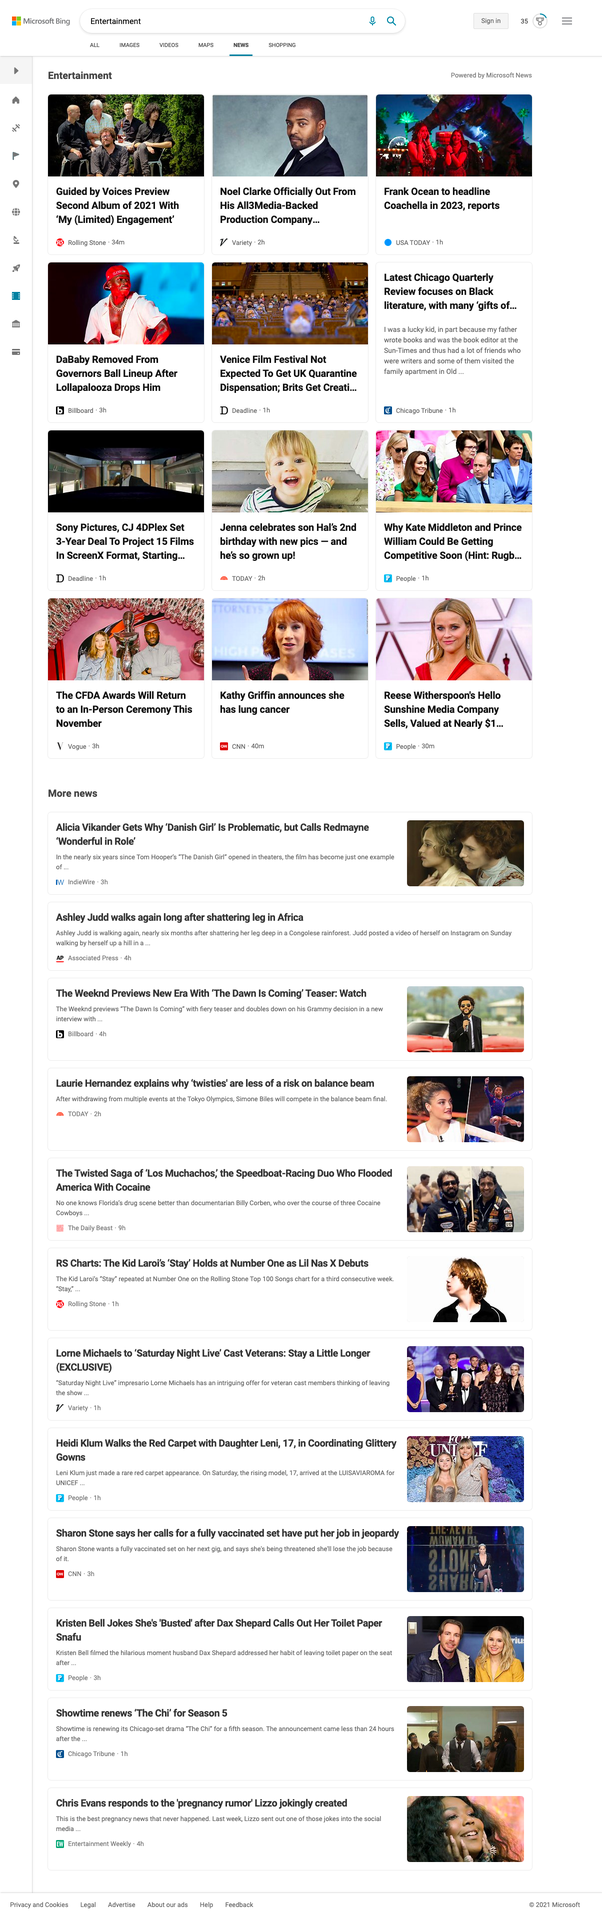 Microsoft Bing
Entertainment
Sign in
35
ALL
IMAGES
VIDEOS
MAPS
NEWS
SHOPPING
Entertainment
Powered by Microsoft News
Guided by Voices Preview
Second Album of 2021 With
‘My (Limited) Engagement’
Rolling Stone · 34m
Noel Clarke Officially Out From
His All3Media-Backed
Production Company...
Variety · 2h
Frank Ocean to headline
Coachella in 2023, reports
USA TODAY · 1h
DaBaby Removed From
Governors Ball Lineup After
Lollapalooza Drops Him
Billboard · 3h
Venice Film Festival Not
Expected To Get UK Quarantine
Dispensation; Brits Get Creati...
Deadline · 1h
Latest Chicago Quarterly
Review focuses on Black
literature, with many ‘gifts of...
I was a lucky kid, in part because my father
wrote books and was the book editor at the
Sun-Times and thus had a lot of friends who
were writers and some of them visited the
family apartment in Old ...
Chicago Tribune · 1h
Sony Pictures, CJ 4DPlex Set
3-Year Deal To Project 15 Films
In ScreenX Format, Starting...
Deadline · 1h
Jenna celebrates son Hal’s 2nd
birthday with new pics — and
he’s so grown up!
TODAY · 2h
Why Kate Middleton and Prince
William Could Be Getting
Competitive Soon (Hint: Rugb...
People · 1h
The CFDA Awards Will Return
to an In-Person Ceremony This
November
Vogue · 3h
Kathy Griffin announces she
has lung cancer
CNN · 40m
Reese Witherspoon's Hello
Sunshine Media Company
Sells, Valued at Nearly $1...
People · 30m
More news
Alicia Vikander Gets Why ‘Danish Girl’ Is Problematic, but Calls Redmayne
‘Wonderful in Role’
In the nearly six years since Tom Hooper's “The Danish Girl” opened in theaters, the film has become just one example
of ...
IndieWire · 3h
Ashley Judd walks again long after shattering leg in Africa
Ashley Judd is walking again, nearly six months after shattering her leg deep in a Congolese rainforest. Judd posted a video of herself on Instagram on Sunday
walking by herself up a hill in a ...
AP Associated Press · 4h
The Weeknd Previews New Era With ‘The Dawn Is Coming’ Teaser: Watch
The Weeknd previews “The Dawn Is Coming” with fiery teaser and doubles down on his Grammy decision in a new
interview with ...
Billboard · 4h
Laurie Hernandez explains why ‘twisties’ are less of a risk on balance beam
After withdrawing from multiple events at the Tokyo Olympics, Simone Biles will compete in the balance beam final.
TODAY · 2h
The Twisted Saga of ‘Los Muchachos,’ the Speedboat-Racing Duo Who Flooded
America With Cocaine
No one knows Florida's drug scene better than documentarian Billy Corben, who over the course of three Cocaine
Cowboys ...
The Daily Beast · 9h
RS Charts: The Kid Laroi’s ‘Stay’ Holds at Number One as Lil Nas X Debuts
The Kid Laroi’s “Stay” repeated at Number One on the Rolling Stone Top 100 Songs chart for a third consecutive week.
“Stay,” ...
Rolling Stone · 1h
Lorne Michaels to ‘Saturday Night Live’ Cast Veterans: Stay a Little Longer
(EXCLUSIVE)
“Saturday Night Live” impresario Lorne Michaels has an intriguing offer for veteran cast members thinking of leaving
the show ...
Variety · 1h
Heidi Klum Walks the Red Carpet with Daughter Leni, 17, in Coordinating Glittery
Gowns
Leni Klum just made a rare red carpet appearance. On Saturday, the rising model, 17, arrived at the LUISAVIAROMA for
UNICEF ...
People · 1h
Sharon Stone says her calls for a fully vaccinated set have put her job in jeopardy
Sharon Stone wants a fully vaccinated set on her next gig, and says she's being threatened she'll lose the job because
of it.
CNN · 3h
Kristen Bell Jokes She's 'Busted' after Dax Shepard Calls Out Her Toilet Paper
Snafu
Kristen Bell filmed the hilarious moment husband Dax Shepard addressed her habit of leaving toilet paper on the seat
after ...
People · 3h
Showtime renews ‘The Chi’ for Season 5
Showtime is renewing its Chicago-set drama “The Chi” for a fifth season. The announcement came less than 24 hours
after the ...
Chicago Tribune · 1h
Chris Evans responds to the 'pregnancy rumor' Lizzo jokingly created
This is the best pregnancy news that never happened. Last week, Lizzo sent out one of those jokes into the social
media ...
Entertainment Weekly · 4h
Privacy and Cookies
Legal
Advertise
About our ads
Help
Feedback
© 2021 Microsoft